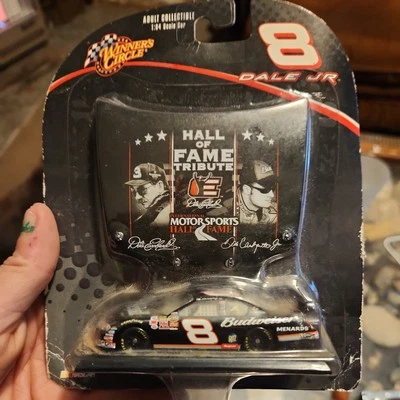 ADULT COLLECTIBLE
1:64 Scale Car
WINNER'S
CIRCLE
8
DALE JR.
HALL
OF
FAME
TRIBUTE
3
E
MOTORSPORTS
HALL OF FAME
8
Budweiser
MENARDS